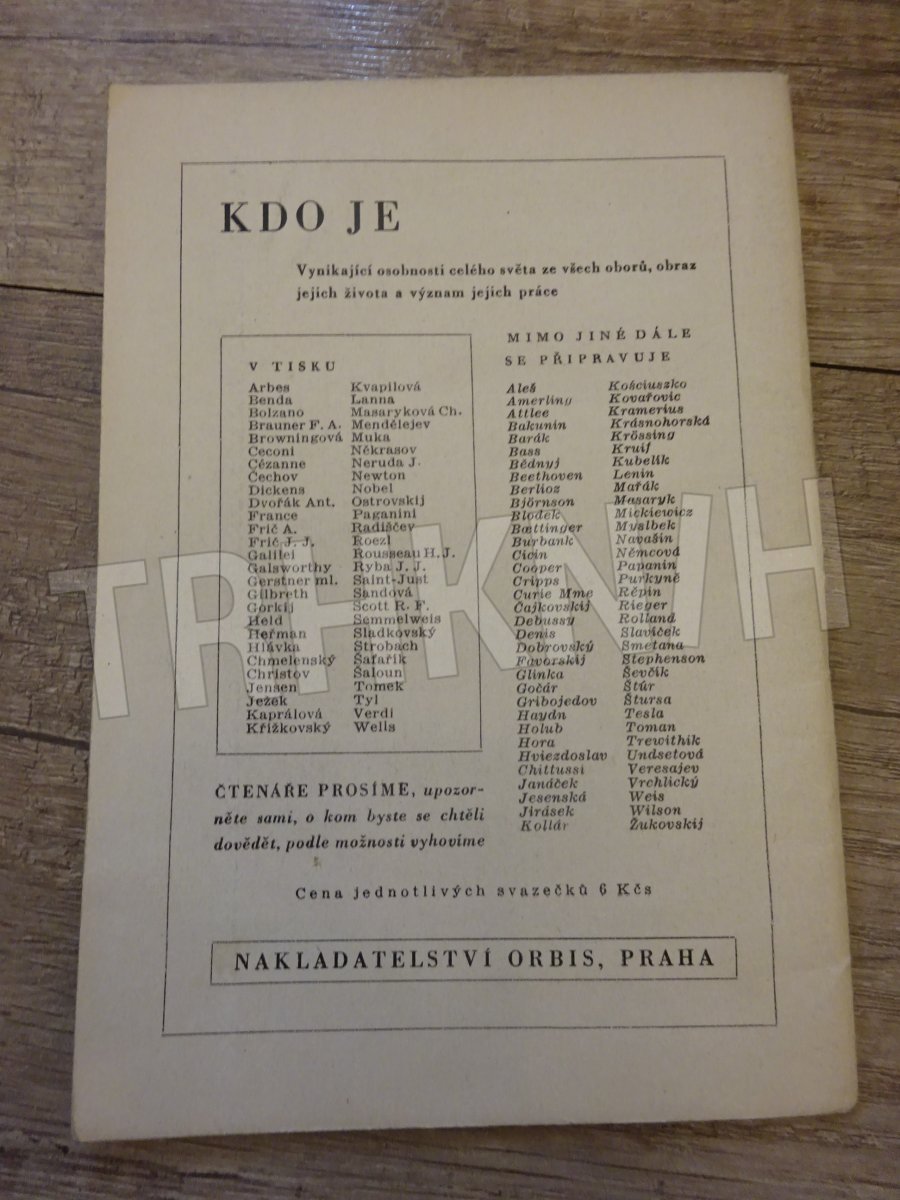 KDO JE
Vynikající osobnosti celého světa ze všech oborů, obraz
jejich života a význam jejich práce
V TISKU
Arbes
Benda
Bolzano
Brauner F. A.
Browningová
Ceconi
Cézanne
Čechov
Dickens
Dvořák Ant.
France
Frič A.
Frič J. J.
Galilei
Galsworthy
Gerstner ml.
Gilbreth
Gorkij
Held
Heřman
Hlávka
Chmelenský
Christov
Jensen
Ježek
Kaprálová
Křížkovský
Kvapilová
Lanna
Masaryková Ch.
Mendělejev
Muka
Někrasov
Neruda J.
Newton
Nobel
Ostrovskij
Paganini
Radiščev
Roezl
Rousseau H. J.
Ryba J. J.
Saint-Just
Sandová
Scott R. F.
Semmelweis
Sladkovský
Strobach
Šafařík
Šaloun
Tomek
Tyl
Verdi
Wells
MIMO JINÉ DÁLE
SE PŘIPRAVUJE
Aleš
Amerling
Attlee
Bakunin
Barák
Bass
Bědnyj
Beethoven
Berlioz
Björnson
Blodek
Bœttinger
Burbank
Cicin
Cooper
Cripps
Curie Mme
Čajkovskij
Debussy
Denis
Dobrovský
Favorskij
Glinka
Gočár
Gribojedov
Haydn
Holub
Hora
Hviezdoslav
Chittussi
Janáček
Jesenská
Jirásek
Kollár
Kościuszko
Kovařovic
Kramerius
Krásnohorská
Krössing
Kruif
Kubelík
Lenin
Mařák
Masaryk
Mickiewicz
Myslbek
Navašin
Němcová
Papanin
Purkyně
Rěpin
Rieger
Rolland
Slavíček
Smetana
Stephenson
Ševčík
Štúr
Štursa
Tesla
Toman
Trewithik
Undsetová
Veresajev
Vrchlický
Weis
Wilson
Žukovskij
ČTENÁŘE PROSÍME, upozor-
něte sami, o kom byste se chtěli
dovědět, podle možnosti vyhovíme
Cena jednotlivých svazečků 6 Kčs
NAKLADATELSTVÍ ORBIS, PRAHA
TRH KNIH